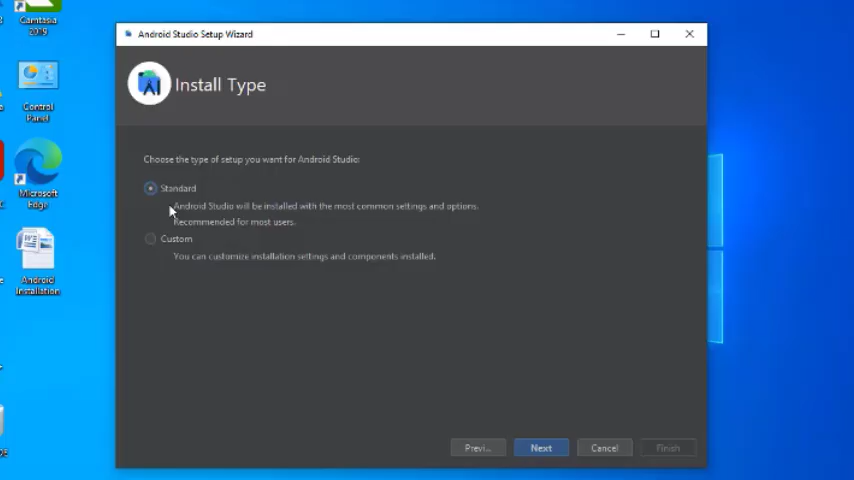 Camtasia
2019
Control
Panel
Microsoft
Edge
Android
Installation
Android Studio Setup Wizard
Install Type
Choose the type of setup you want for Android Studio:
Standard
Android Studio will be installed with the most common settings and options.
Recommended for most users.
Custom
You can customize installation settings and components installed.
Previ...
Next
Cancel
Finish